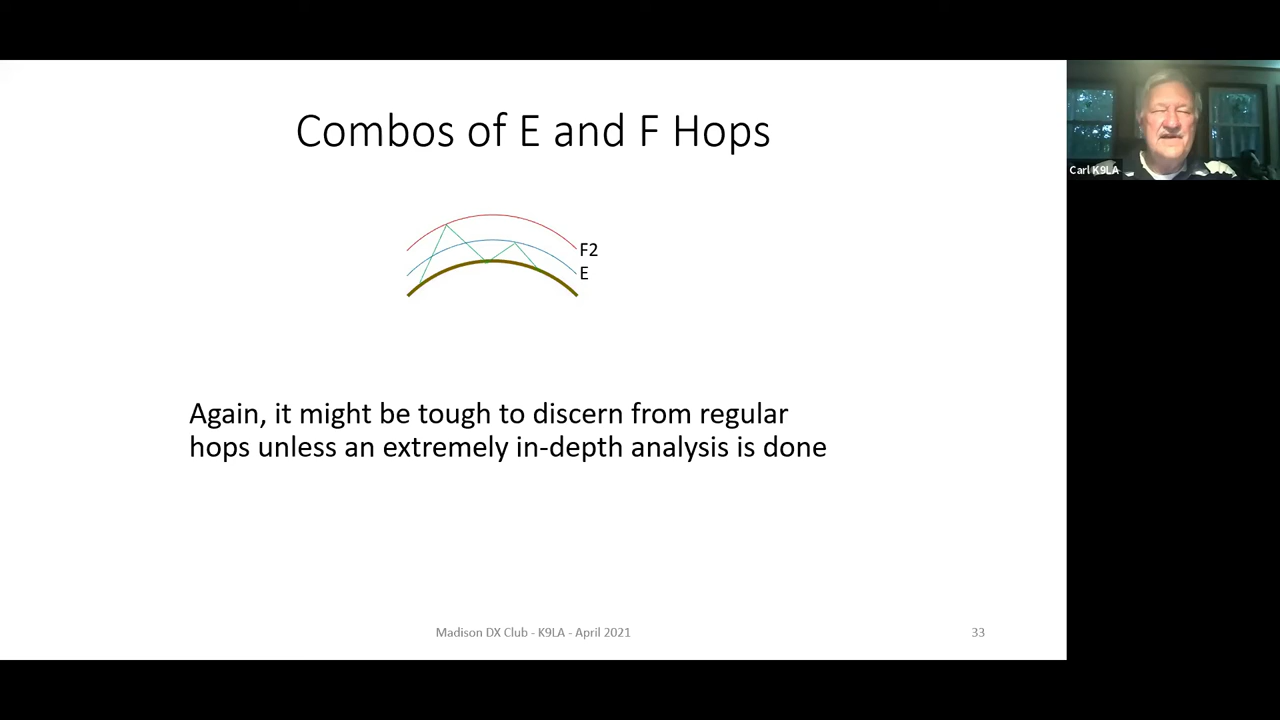 Combos of E and F Hops
F2
E
Again, it might be tough to discern from regular
hops unless an extremely in-depth analysis is done
Madison DX Club - K9LA - April 2021
33
Carl K9LA